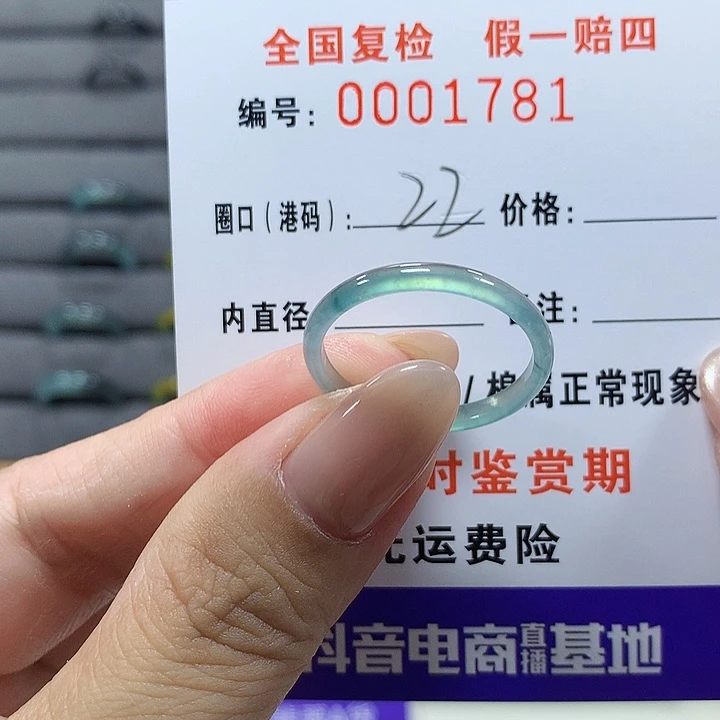 全国复检 假一赔四
编号: 0001781
圈口(港码): 22 价格:
内直径 注:
/棉属正常现象
时鉴赏期
运费险
抖音电商直播基地